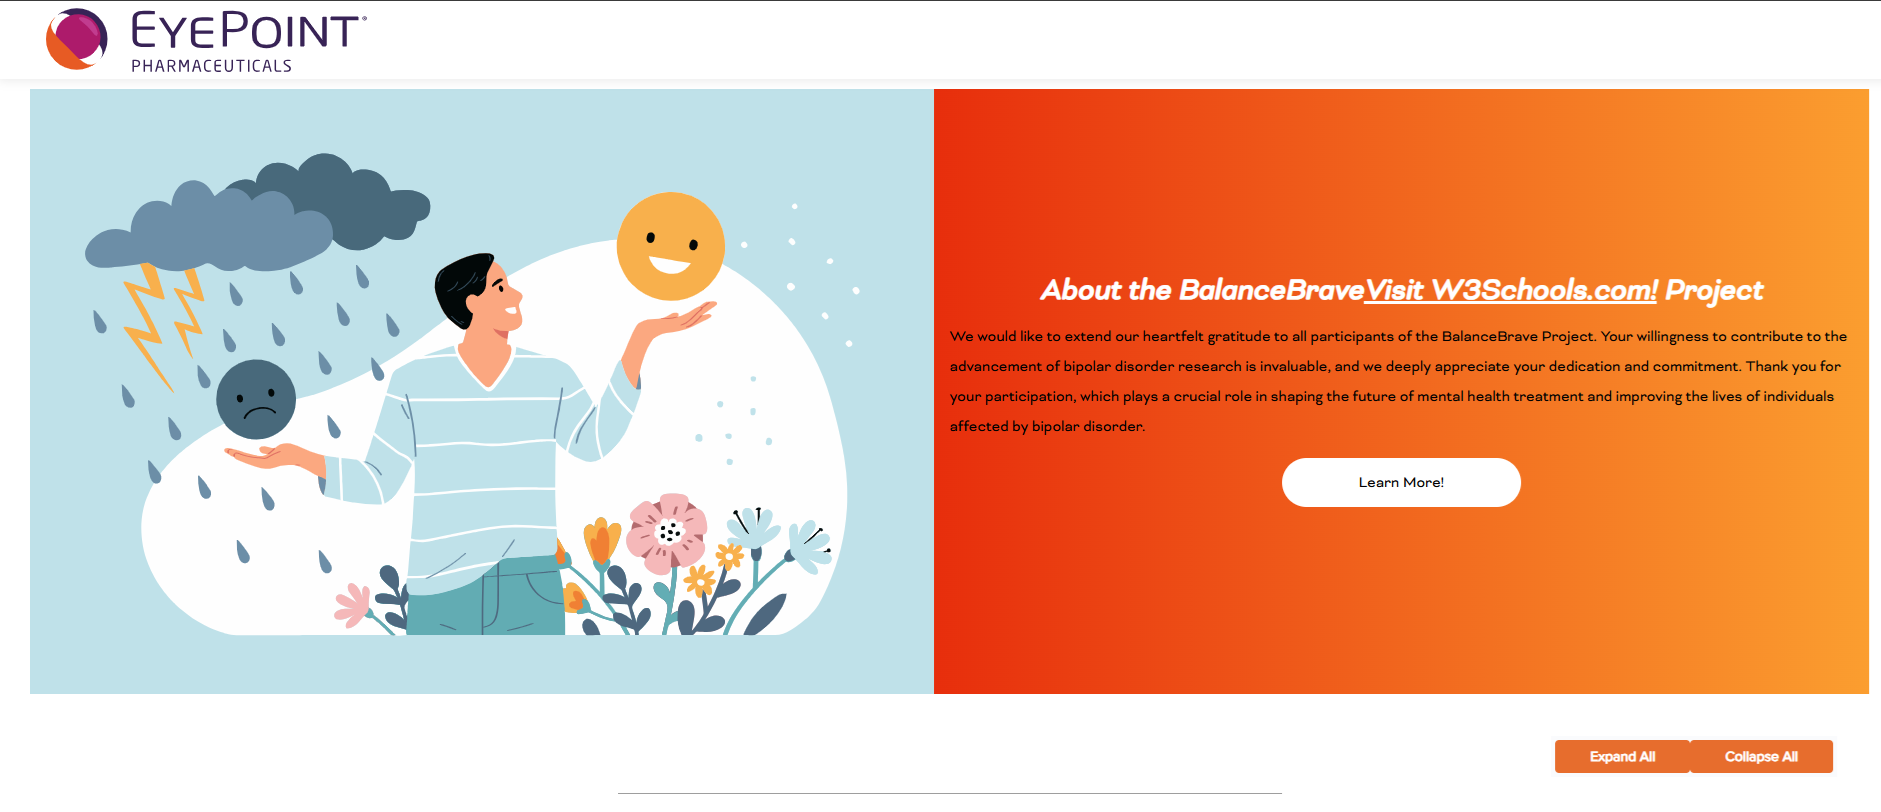 EYEPOINT®
PHARMACEUTICALS
About the BalanceBraveVisit W3Schools.com! Project
We would like to extend our heartfelt gratitude to all participants of the BalanceBrave Project. Your willingness to contribute to the
advancement of bipolar disorder research is invaluable, and we deeply appreciate your dedication and commitment. Thank you for
your participation, which plays a crucial role in shaping the future of mental health treatment and improving the lives of individuals
affected by bipolar disorder.
Learn More!
Expand All
Collapse All